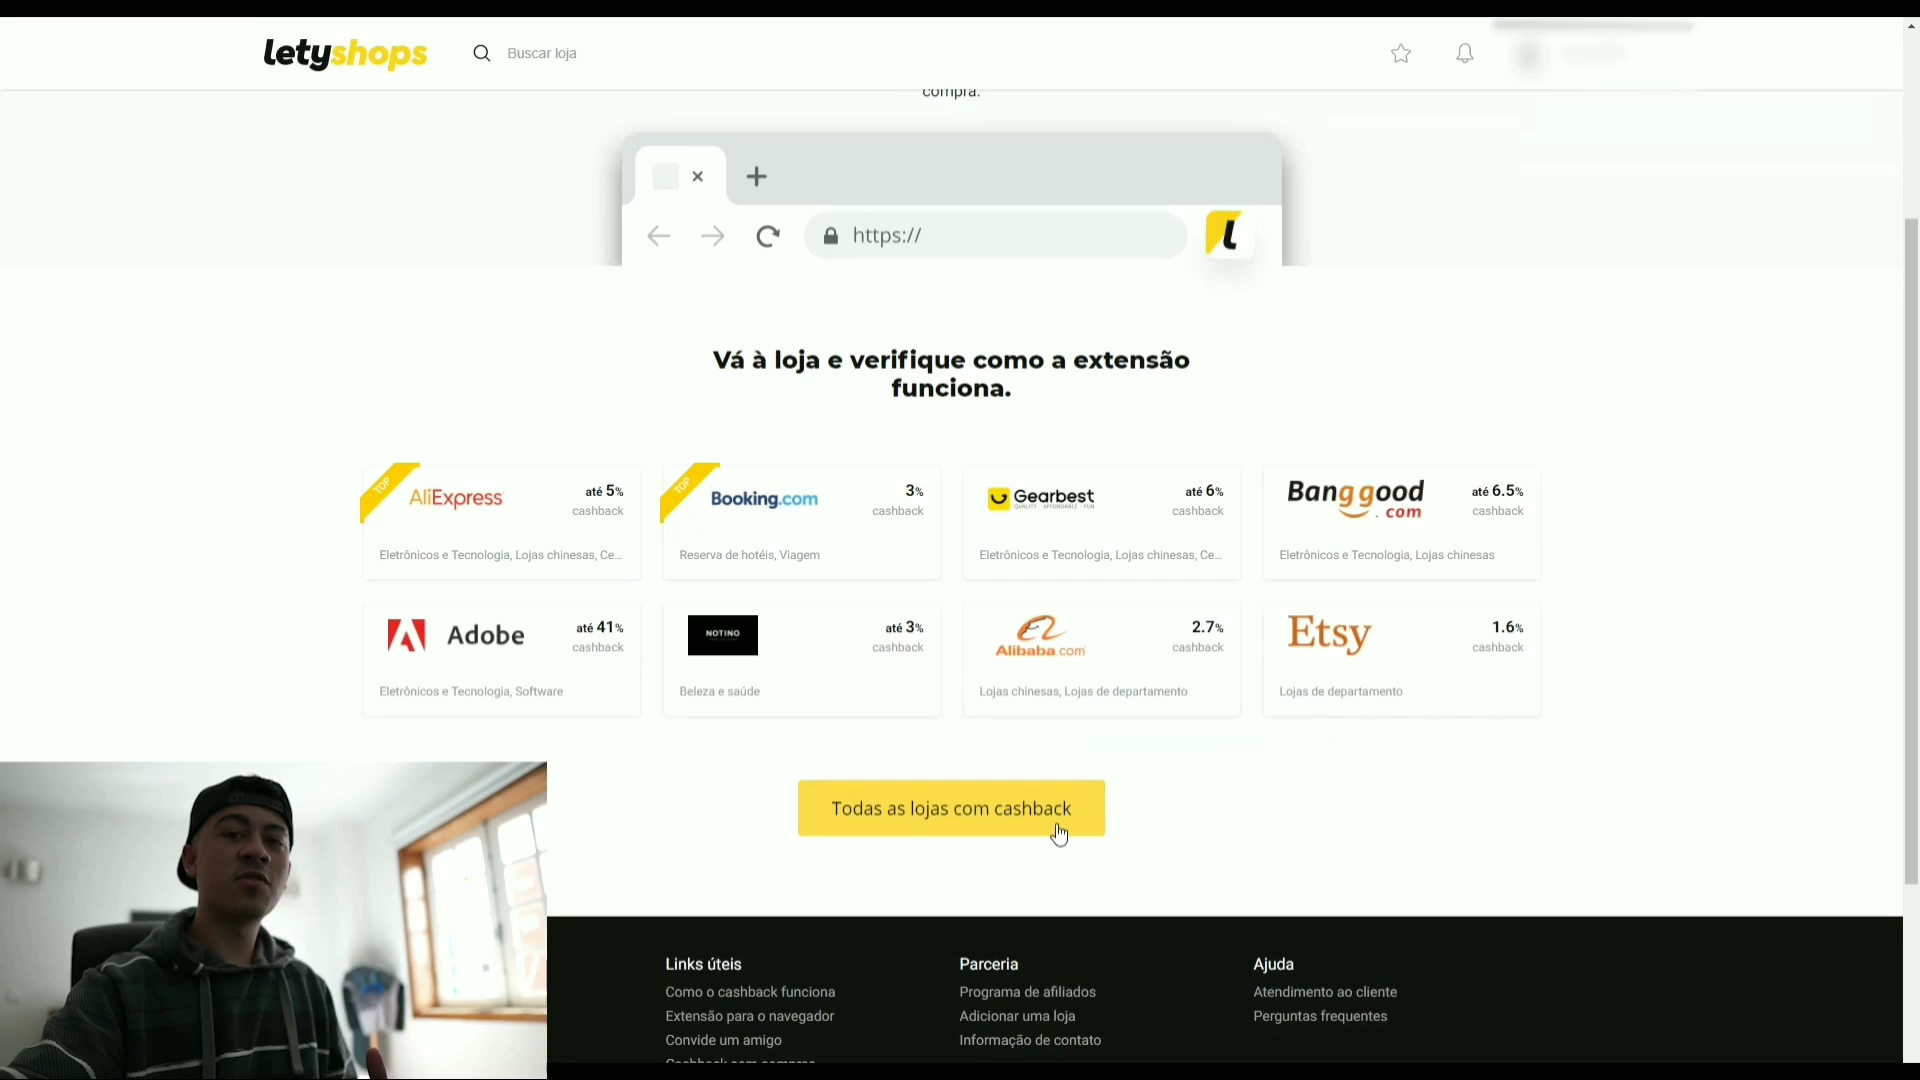 letyshops
Buscar loja
compra.
https://
Vá à loja e verifique como a extensão
funciona.
TOP
AliExpress
até 5%
cashback
Eletrônicos e Tecnologia, Lojas chinesas, Ce...
TOP
Booking.com
3%
cashback
Reserva de hotéis, Viagem
Gearbest
QUALITY · AFFORDABLE · FUN
até 6%
cashback
Eletrônicos e Tecnologia, Lojas chinesas, Ce...
Banggood
.com
até 6.5%
cashback
Eletrônicos e Tecnologia, Lojas chinesas
Adobe
até 41%
cashback
Eletrônicos e Tecnologia, Software
NOTINO
até 3%
cashback
Beleza e saúde
Alibaba.com
2.7%
cashback
Lojas chinesas, Lojas de departamento
Etsy
1.6%
cashback
Lojas de departamento
Todas as lojas com cashback
Links úteis
Como o cashback funciona
Extensão para o navegador
Convide um amigo
Parceria
Programa de afiliados
Adicionar uma loja
Informação de contato
Ajuda
Atendimento ao cliente
Perguntas frequentes